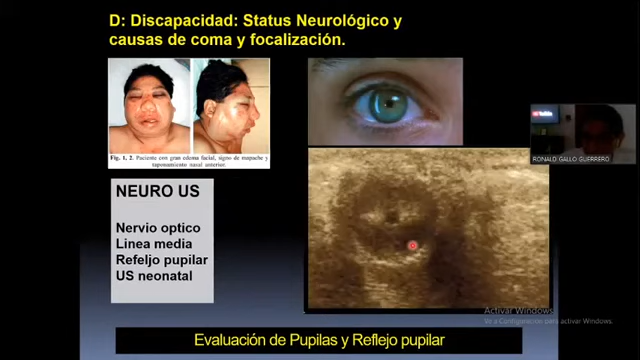 D: Discapacidad: Status Neurológico y
causas de coma y focalización.
Fig. 1, 2. Paciente con gran edema facial, signo de mapache y
taponamiento nasal anterior.
NEURO US
Nervio optico
Linea media
Refeljo pupilar
US neonatal
RONALD GALLO GUERRERO
Activar Windows
Ve a Configuración para activar Windows.
Evaluación de Pupilas y Reflejo pupilar